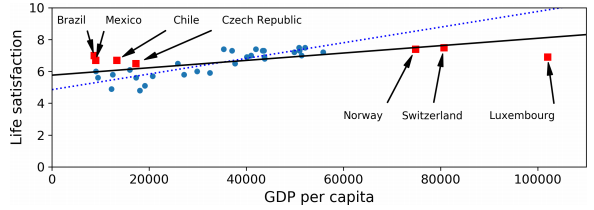 10
8
6
4
2
0
Life satisfaction
Brazil Mexico Chile Czech Republic
Norway Switzerland Luxembourg
0 20000 40000 60000 80000 100000
GDP per capita